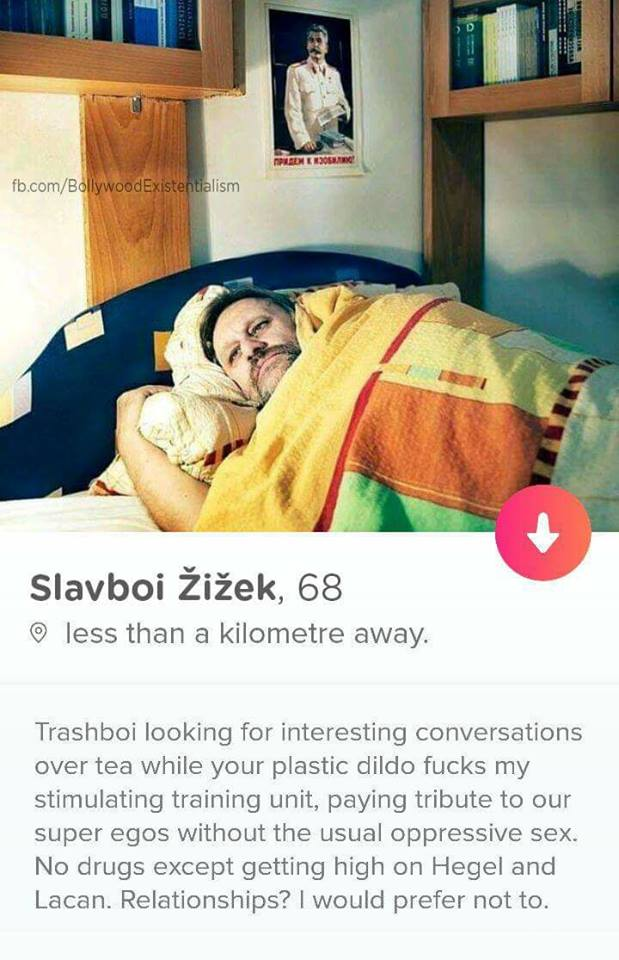 ПРИДЕМ К ИЗОБИЛИЮ!
fb.com/BollywoodExistentialism
Slavboi Žižek, 68
less than a kilometre away.
Trashboi looking for interesting conversations
over tea while your plastic dildo fucks my
stimulating training unit, paying tribute to our
super egos without the usual oppressive sex.
No drugs except getting high on Hegel and
Lacan. Relationships? I would prefer not to.